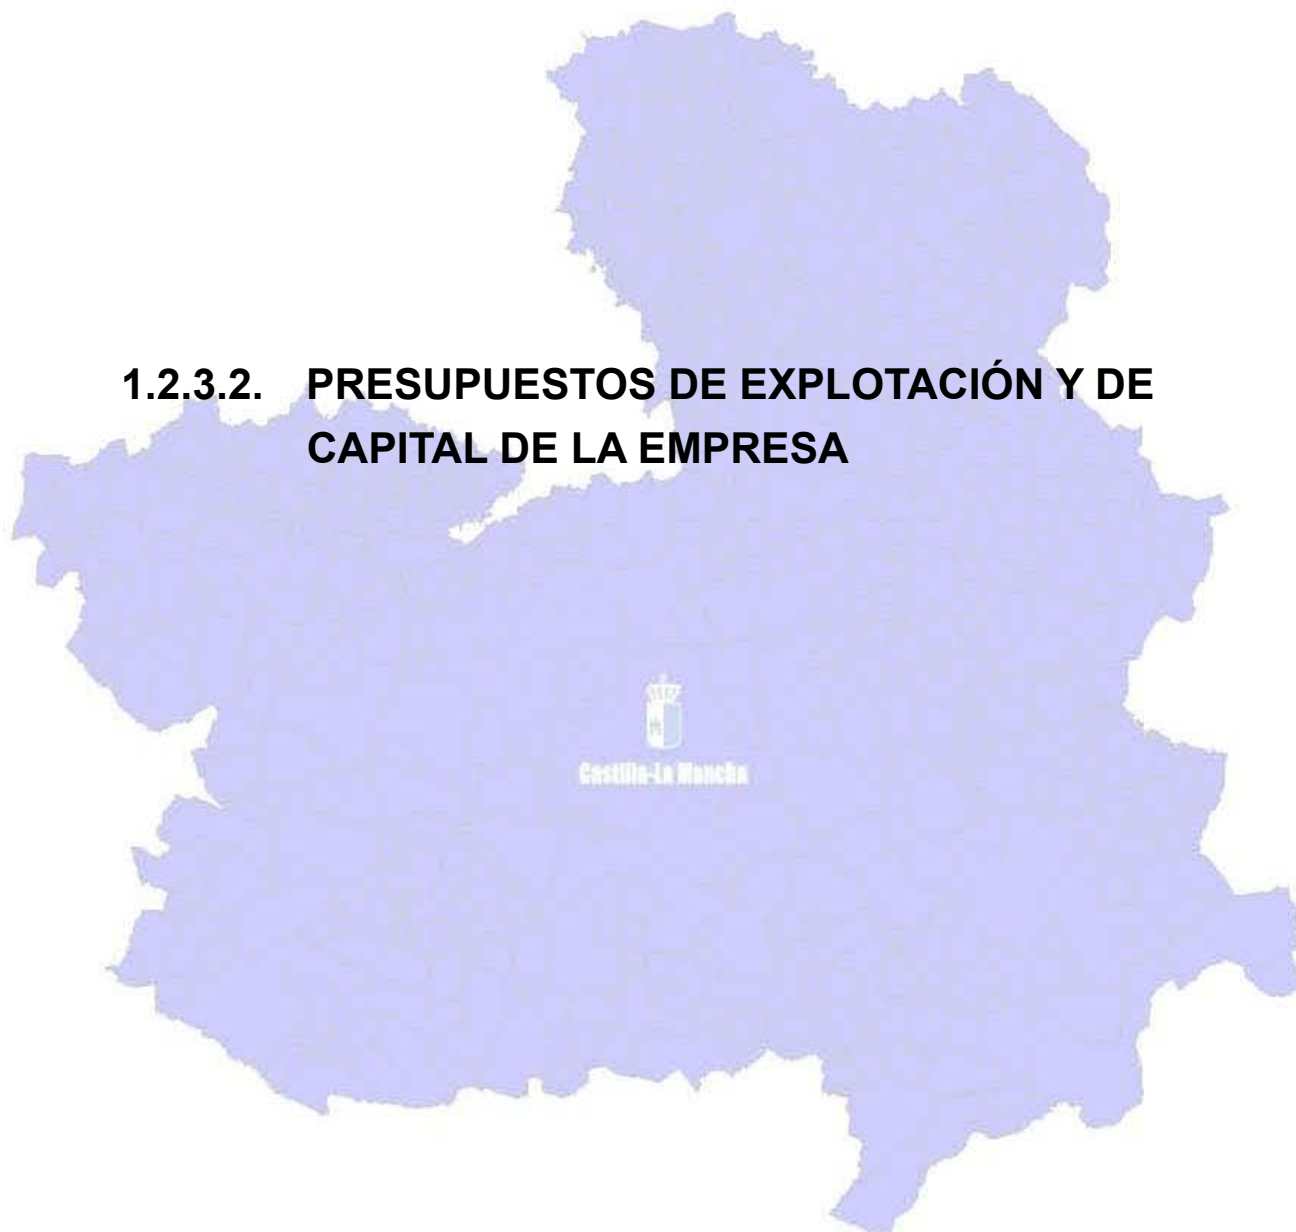 1.2.3.2. PRESUPUESTOS DE EXPLOTACIÓN Y DE
CAPITAL DE LA EMPRESA
Castilla-La Mancha